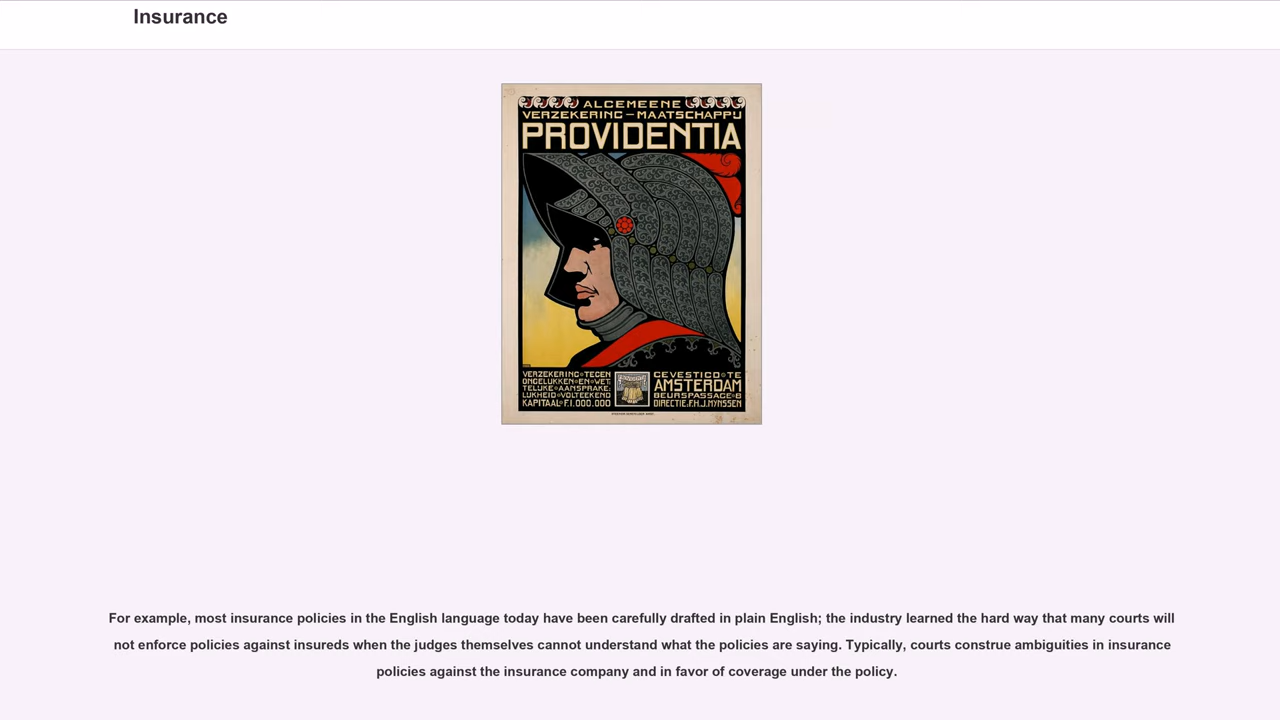 Insurance
ALGEMEENE
VERZEKERING–MAATSCHAPPIJ
PROVIDENTIA
VERZEKERING TEGEN
ONGELUKKEN EN WET
TELIJKE AANSPRAKE:
LIJKHEID VOLTEEKEND
KAPITAAL F.1.000.000
GEVESTIGD TE
AMSTERDAM
BEURSPASSAGE 8
DIRECTIE.F.H.J.MIJNSSEN
For example, most insurance policies in the English language today have been carefully drafted in plain English; the industry learned the hard way that many courts will
not enforce policies against insureds when the judges themselves cannot understand what the policies are saying. Typically, courts construe ambiguities in insurance
policies against the insurance company and in favor of coverage under the policy.